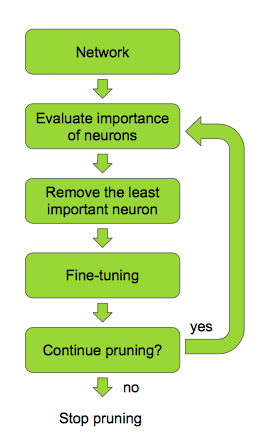 Network
Evaluate importance
of neurons
Remove the least
important neuron
Fine-tuning
yes
Continue pruning?
no
Stop pruning